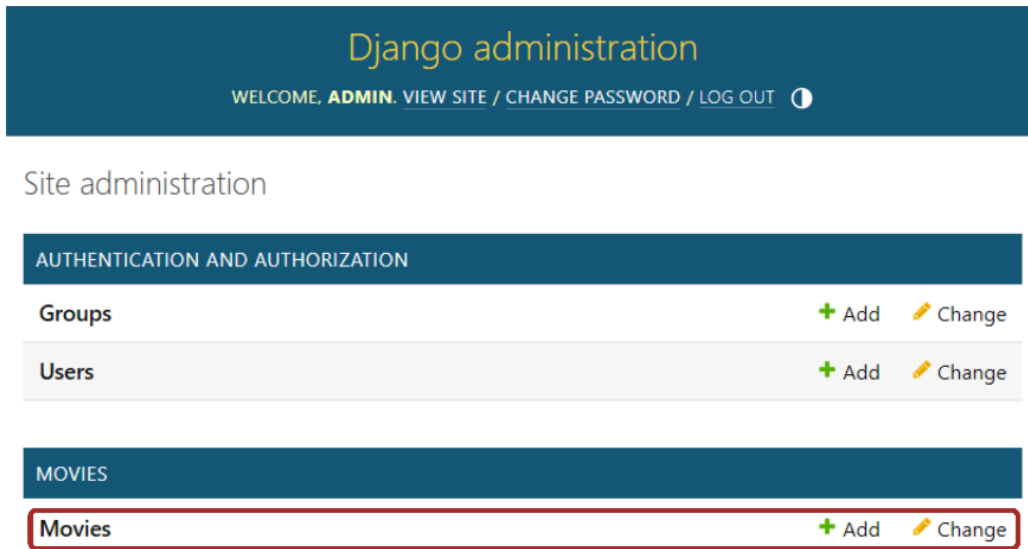 Django administration
WELCOME, ADMIN. VIEW SITE / CHANGE PASSWORD / LOG OUT
Site administration
AUTHENTICATION AND AUTHORIZATION
Groups Add Change
Users Add Change
MOVIES
Movies Add Change